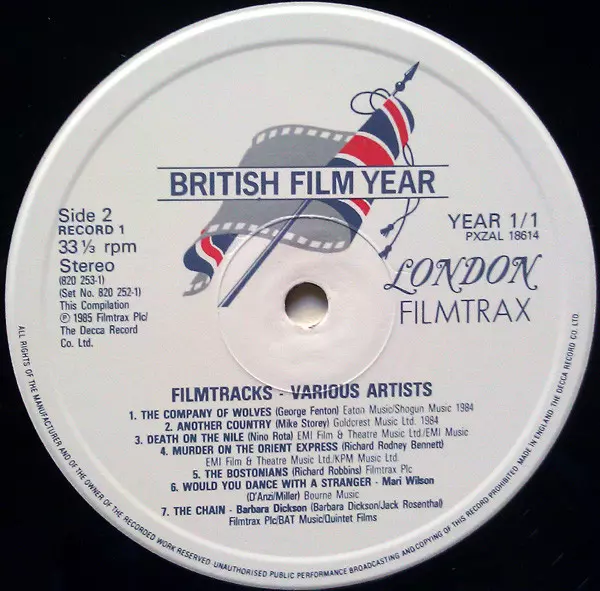 BRITISH FILM YEAR
Side 2
RECORD 1
33⅓ rpm
Stereo
(820 253-1)
(Set No. 820 252-1)
This Compilation
℗ 1985 Filmtrax Plc/
The Decca Record
Co. Ltd.
YEAR 1/1
PXZAL 18614
LONDON
FILMTRAX
FILMTRACKS - VARIOUS ARTISTS
1. THE COMPANY OF WOLVES (George Fenton) Eaton Music/Shogun Music 1984
2. ANOTHER COUNTRY (Mike Storey) Goldcrest Music Ltd. 1984
3. DEATH ON THE NILE (Nino Rota) EMI Film & Theatre Music Ltd/EMI Music
4. MURDER ON THE ORIENT EXPRESS (Richard Rodney Bennett)
EMI Film & Theatre Music Ltd/KPM Music Ltd.
5. THE BOSTONIANS (Richard Robbins) Filmtrax Plc
6. WOULD YOU DANCE WITH A STRANGER - Mari Wilson
(D'Anzi/Miller) Bourne Music
7. THE CHAIN - Barbara Dickson (Barbara Dickson/Jack Rosenthal)
Filmtrax Plc/BAT Music/Quintet Films
ALL RIGHTS OF THE MANUFACTURER AND OF THE OWNER OF THE RECORDED WORK RESERVED. UNAUTHORISED PUBLIC PERFORMANCE BROADCASTING AND COPYING OF THIS RECORD PROHIBITED. MADE IN ENGLAND. THE DECCA RECORD CO. LTD.